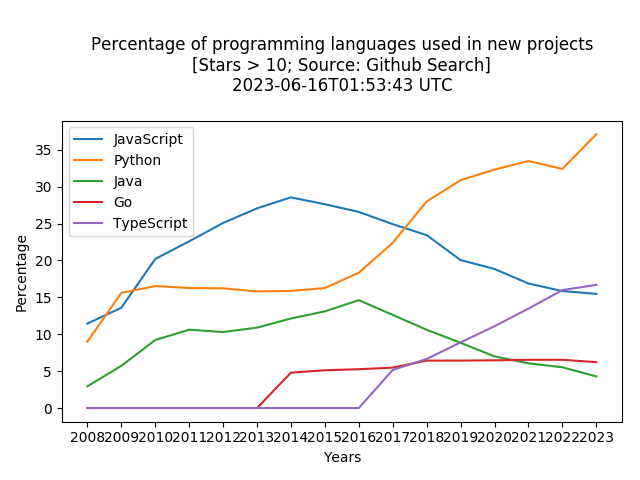 Percentage of programming languages used in new projects
[Stars > 10; Source: Github Search]
2023-06-16T01:53:43 UTC
JavaScript
Python
Java
Go
TypeScript
Percentage
35
30
25
20
15
10
5
0
2008 2009 2010 2011 2012 2013 2014 2015 2016 2017 2018 2019 2020 2021 2022 2023
Years